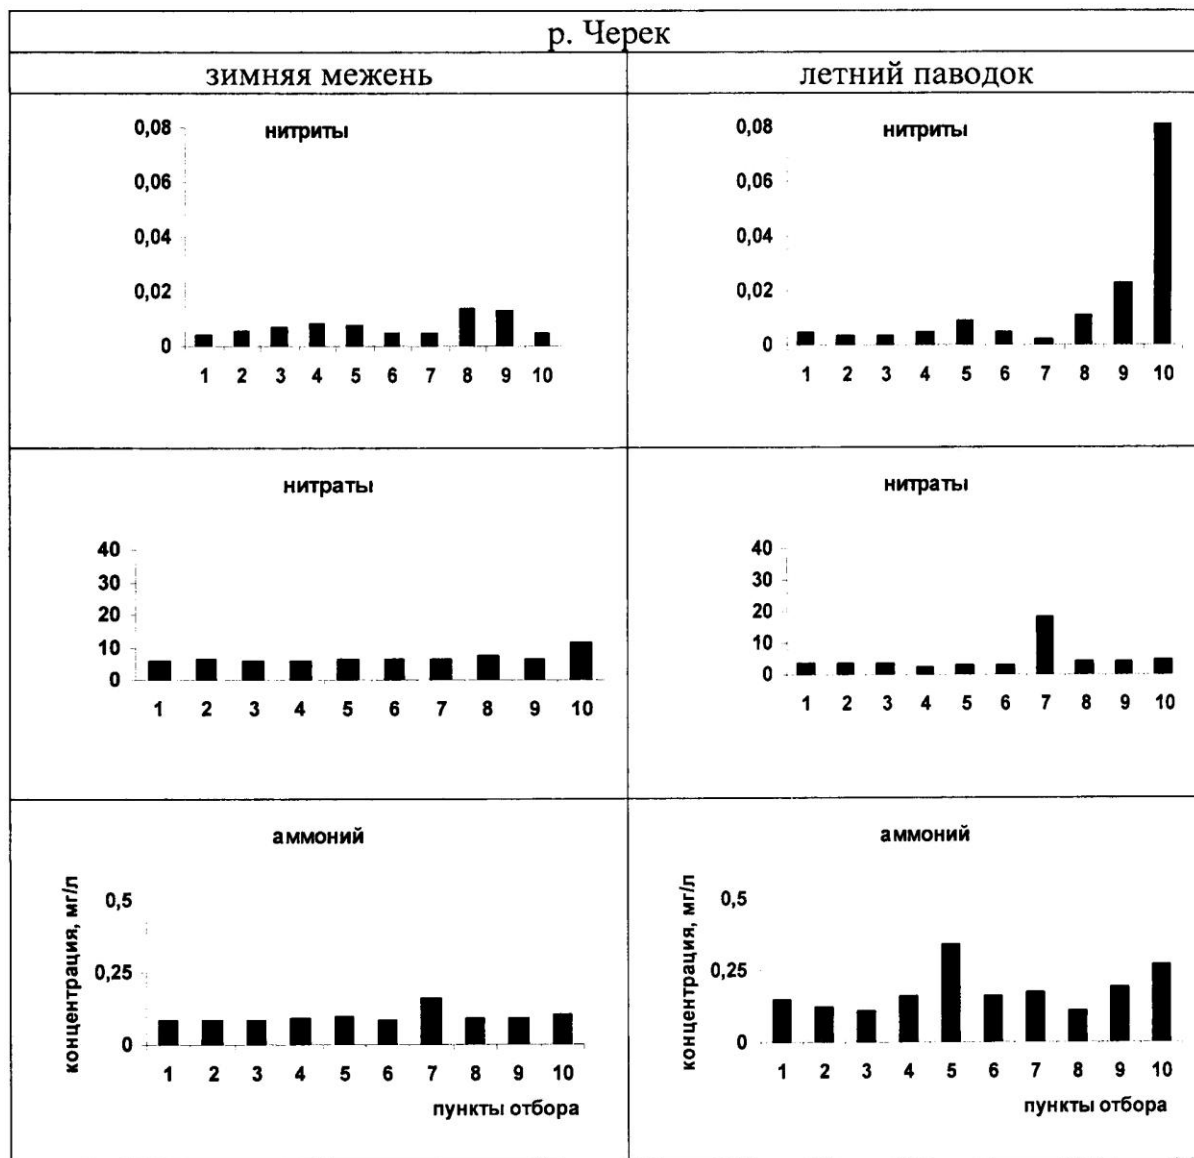 р. Черек
зимняя межень
летний паводок
нитриты
0,08
0,06
0,04
0,02
0
1 2 3 4 5 6 7 8 9 10
нитриты
0,08
0,06
0,04
0,02
0
1 2 3 4 5 6 7 8 9 10
нитраты
40
30
20
10
0
1 2 3 4 5 6 7 8 9 10
нитраты
40
30
20
10
0
1 2 3 4 5 6 7 8 9 10
аммоний
концентрация, мг/л
0,5
0,25
0
1 2 3 4 5 6 7 8 9 10
пункты отбора
аммоний
концентрация, мг/л
0,5
0,25
0
1 2 3 4 5 6 7 8 9 10
пункты отбора